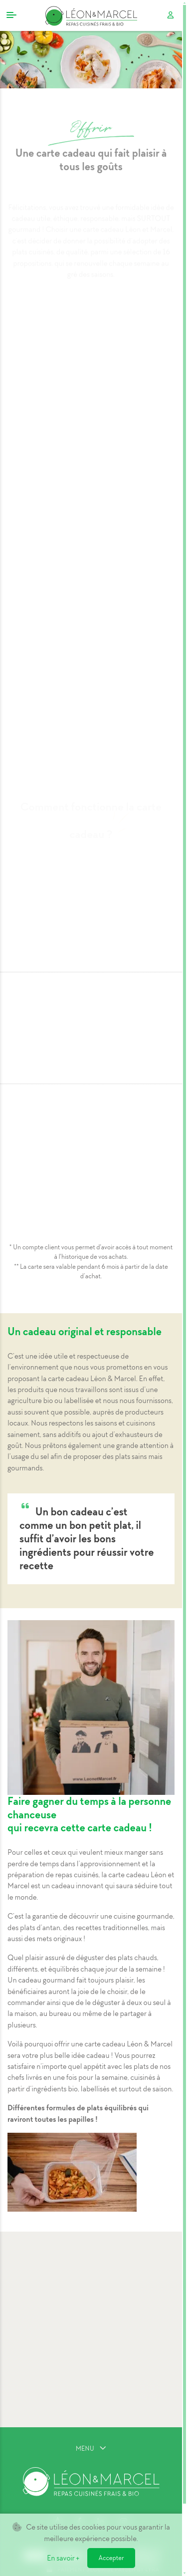 LÉON&MARCEL
REPAS CUISINÉS FRAIS & BIO
Offrir
Une carte cadeau qui fait plaisir à
tous les goûts
* Un compte client vous permet d'avoir accès à tout moment
à l'historique de vos achats.
** La carte sera valable pendant 6 mois à partir de la date
d'achat.
Un cadeau original et responsable
C'est une idée utile et respectueuse de
l'environnement que nous vous promettons en vous
proposant la carte cadeau Léon & Marcel. En effet,
les produits que nous travaillons sont issus d'une
agriculture bio ou labellisée et nous nous fournissons,
aussi souvent que possible, auprès de producteurs
locaux. Nous respectons les saisons et cuisinons
sainement, sans additifs ou ajout d'exhausteurs de
goût. Nous prêtons également une grande attention à
l'usage du sel afin de proposer des plats sains mais
gourmands.
“ Un bon cadeau c'est
comme un bon petit plat, il
suffit d'avoir les bons
ingrédients pour réussir votre
recette
www.LeonetMarcel.com
Faire gagner du temps à la personne
chanceuse
qui recevra cette carte cadeau !
Pour celles et ceux qui veulent mieux manger sans
perdre de temps dans l'approvisionnement et la
préparation de repas cuisinés, la carte cadeau Léon et
Marcel est un cadeau innovant qui saura séduire tout
le monde.
C'est la garantie de découvrir une cuisine gourmande,
des plats d'antan, des recettes traditionnelles, mais
aussi des mets originaux !
Quel plaisir assuré de déguster des plats chauds,
différents, et équilibrés chaque jour de la semaine !
Un cadeau gourmand fait toujours plaisir, les
bénéficiaires auront la joie de le choisir, de le
commander ainsi que de le déguster à deux ou seul à
la maison, au bureau ou même de le partager à
plusieurs.
Voilà pourquoi offrir une carte cadeau Léon & Marcel
sera votre plus belle idée cadeau ! Vous pourrez
satisfaire n'importe quel appétit avec les plats de nos
chefs livrés en une fois pour la semaine, cuisinés à
partir d'ingrédients bio, labellisés et surtout de saison.
Différentes formules de plats équilibrés qui
raviront toutes les papilles !
MENU
LÉON&MARCEL
REPAS CUISINÉS FRAIS & BIO
Ce site utilise des cookies pour vous garantir la
meilleure expérience possible.
En savoir + Accepter